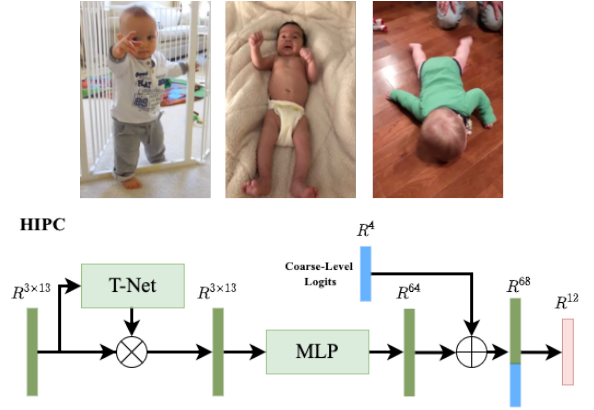 HIPC
R^4
Coarse-Level
Logits
R^{3×13}
T-Net
R^{3×13}
MLP
R^{64}
R^{68}
R^{12}